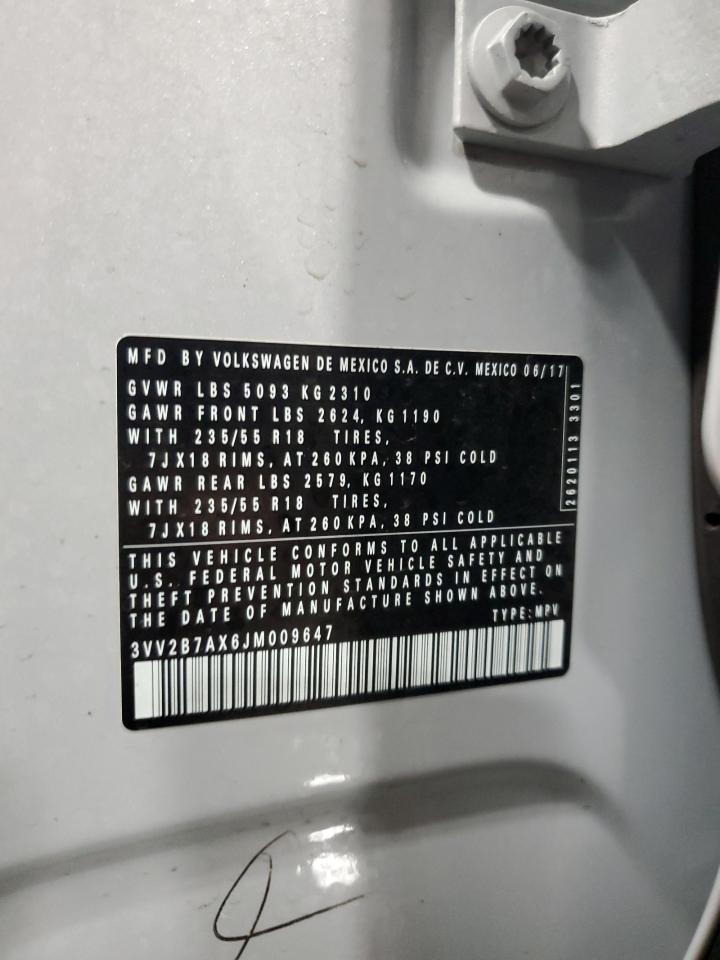 MFD BY VOLKSWAGEN DE MEXICO S.A. DE C.V. MEXICO 06/17
GVWR LBS 5093 KG 2310
GAWR FRONT LBS 2624, KG 1190
WITH 235/55 R18 TIRES,
7JX18 RIMS, AT 260 KPA, 38 PSI COLD
GAWR REAR LBS 2579, KG 1170
WITH 235/55 R18 TIRES,
7JX18 RIMS, AT 260 KPA, 38 PSI COLD
2620113 3301
THIS VEHICLE CONFORMS TO ALL APPLICABLE
U.S. FEDERAL MOTOR VEHICLE SAFETY AND
THEFT PREVENTION STANDARDS IN EFFECT ON
THE DATE OF MANUFACTURE SHOWN ABOVE.
TYPE: MPV
3VV2B7AX6JM009647